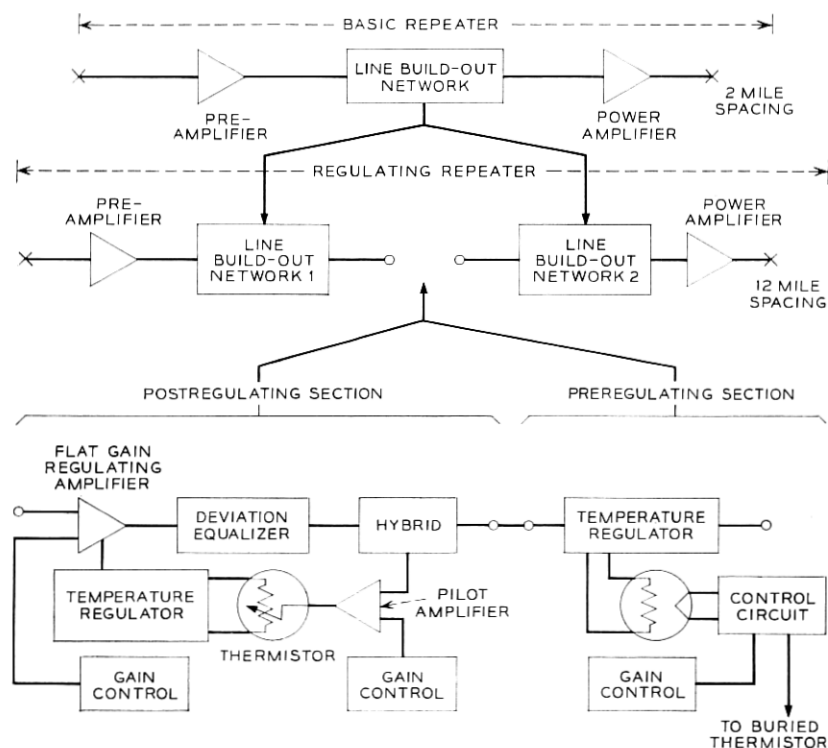 BASIC REPEATER
LINE BUILD-OUT
NETWORK
PRE-
AMPLIFIER
POWER
AMPLIFIER
2 MILE
SPACING
REGULATING REPEATER
PRE-
AMPLIFIER
LINE
BUILD-OUT
NETWORK 1
LINE
BUILD-OUT
NETWORK 2
POWER
AMPLIFIER
12 MILE
SPACING
POSTREGULATING SECTION
PREREGULATING SECTION
FLAT GAIN
REGULATING
AMPLIFIER
DEVIATION
EQUALIZER
HYBRID
TEMPERATURE
REGULATOR
TEMPERATURE
REGULATOR
THERMISTOR
PILOT
AMPLIFIER
CONTROL
CIRCUIT
GAIN
CONTROL
GAIN
CONTROL
GAIN
CONTROL
TO BURIED
THERMISTOR